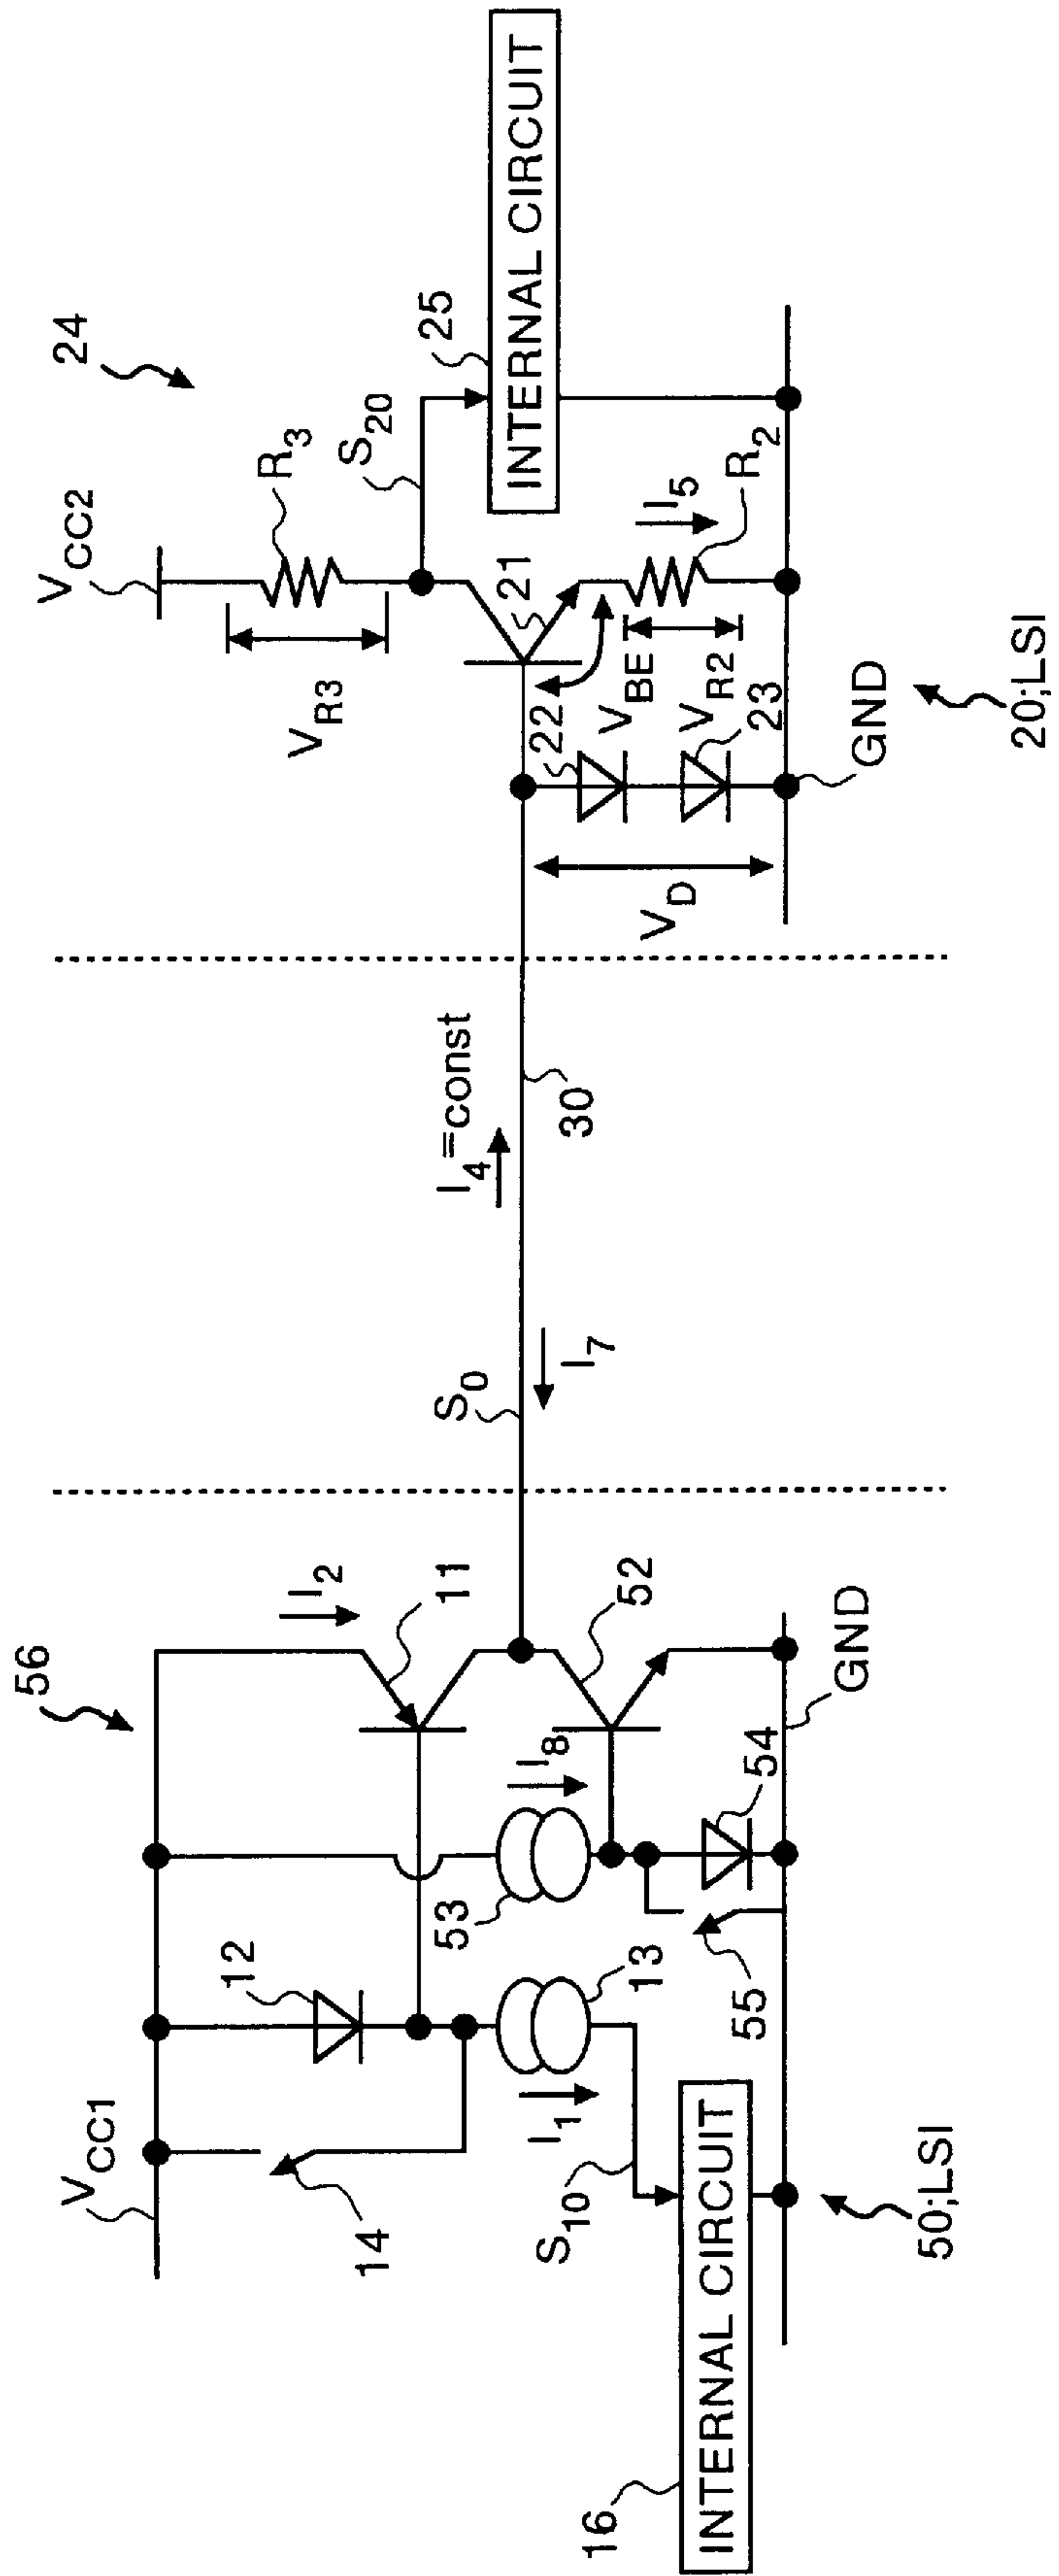 56
V_CC1
12
14
I_2
11
53
I_8
52
13
I_1
S_10
55
54
GND
16
INTERNAL CIRCUIT
50;LSI
S_0
I_7
I_4=const
30
24
V_CC2
R_3
V_R3
S_20
25
INTERNAL CIRCUIT
21
22
V_BE
V_R2
I_5
R_2
23
V_D
GND
20;LSI